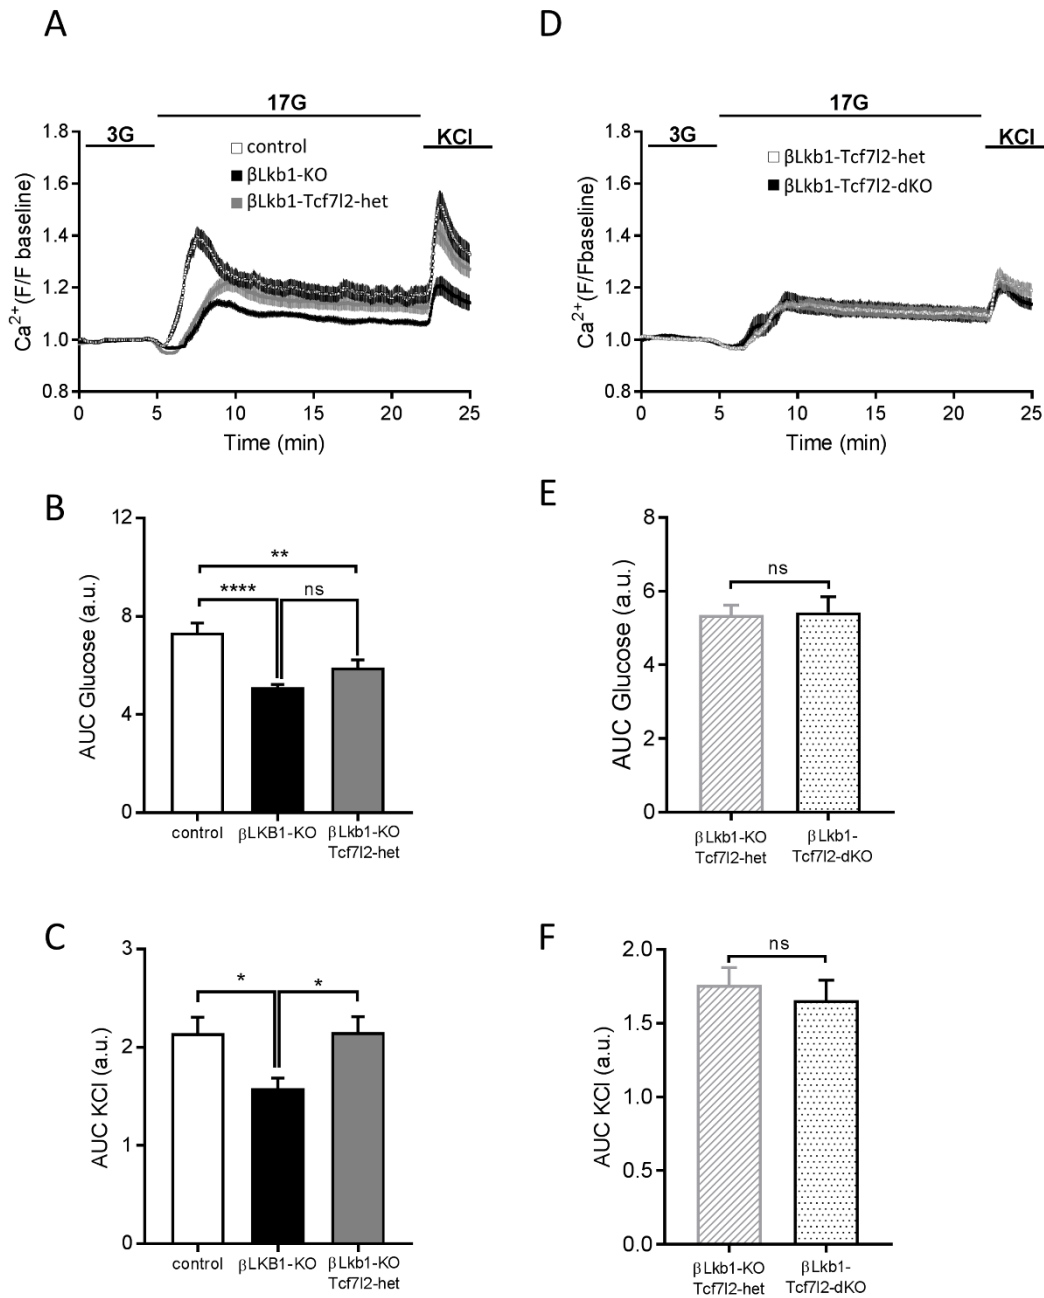 A
17G
3G
KCl
control
βLkb1-KO
βLkb1-Tcf7l2-het
Ca2+(F/F baseline)
1.8
1.6
1.4
1.2
1.0
0.8
0 5 10 15 20 25
Time (min)
D
17G
3G
KCl
βLkb1-Tcf7l2-het
βLkb1-Tcf7l2-dKO
Ca2+(F/Fbaseline)
1.8
1.6
1.4
1.2
1.0
0.8
0 5 10 15 20 25
Time (min)
B
AUC Glucose (a.u.)
12
8
4
0
**
****
ns
control βLKB1-KO βLkb1-KO
Tcf7l2-het
E
AUC Glucose (a.u.)
8
6
4
2
0
ns
βLkb1-KO βLkb1-
Tcf7l2-het Tcf7l2-dKO
C
AUC KCl (a.u.)
3
2
1
0
* *
control βLKB1-KO βLkb1-KO
Tcf7l2-het
F
AUC KCl (a.u.)
2.0
1.5
1.0
0.5
0.0
ns
βLkb1-KO βLkb1-
Tcf7l2-het Tcf7l2-dKO